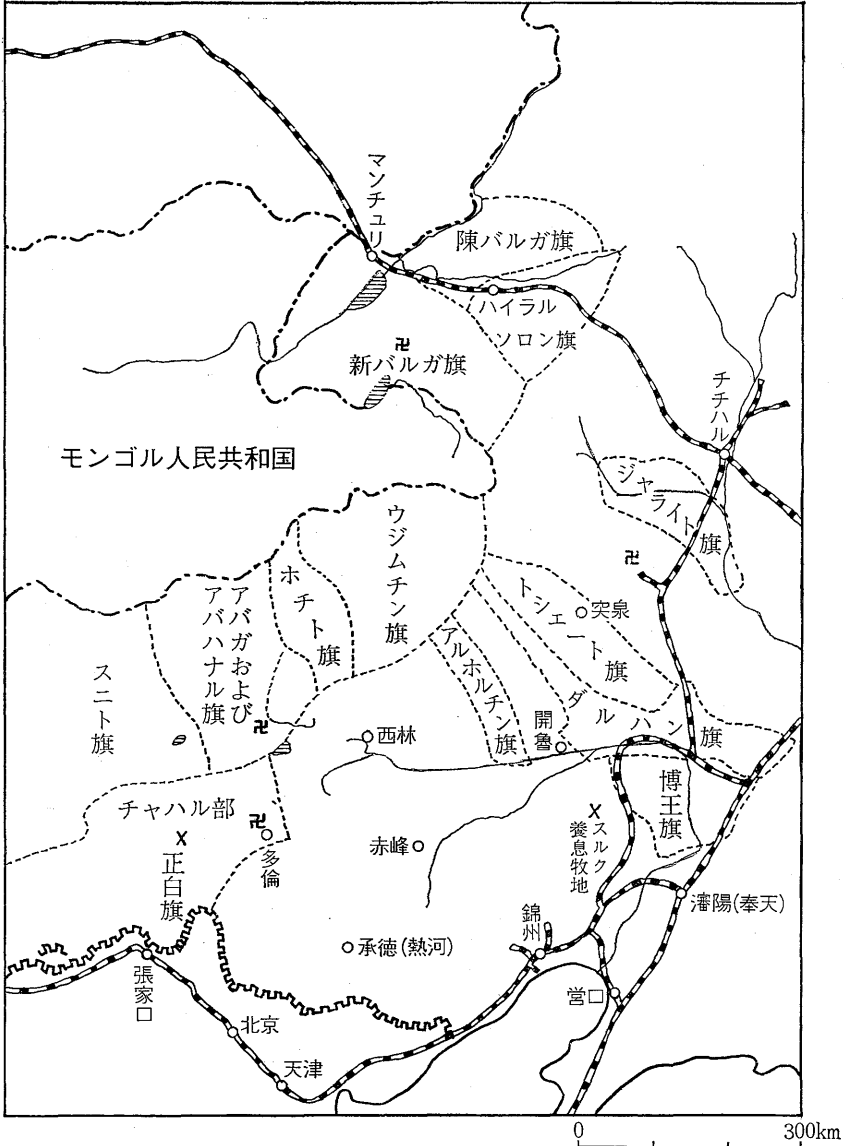 マンチュリ
陳バルガ旗
ハイラル
ソロン旗
卍
新バルガ旗
チチハル
モンゴル人民共和国
ジャライト旗
ウジムチン旗
卍
ホチト旗
アバガおよび
アバハナル旗
トシェート旗
突泉
スニト旗
アルホルチン旗
ダルハン旗
開魯
卍
西林
チャハル部
博王旗
X
スルク
養息牧地
卍
多倫
X
正白旗
赤峰
瀋陽(奉天)
錦州
承徳(熱河)
張家口
営口
北京
天津
0 300km